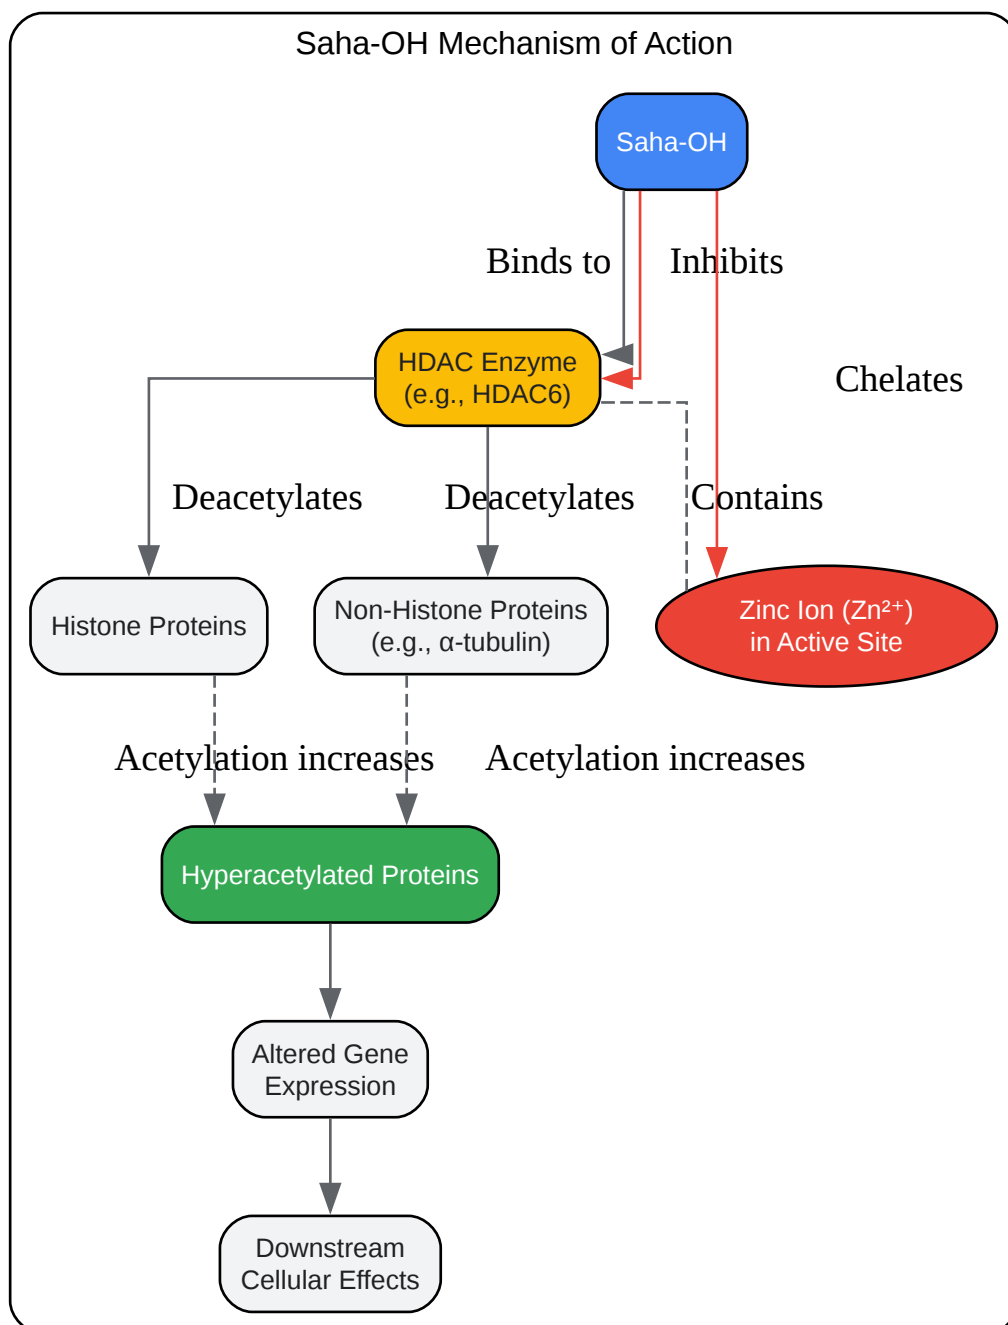 Saha-OH Mechanism of Action
Saha-OH
Binds to
Inhibits
HDAC Enzyme
(e.g., HDAC6)
Chelates
Deacetylates
Deacetylates
Contains
Histone Proteins
Non-Histone Proteins
(e.g., α-tubulin)
Zinc Ion (Zn²⁺)
in Active Site
Acetylation increases
Acetylation increases
Hyperacetylated Proteins
Altered Gene
Expression
Downstream
Cellular Effects